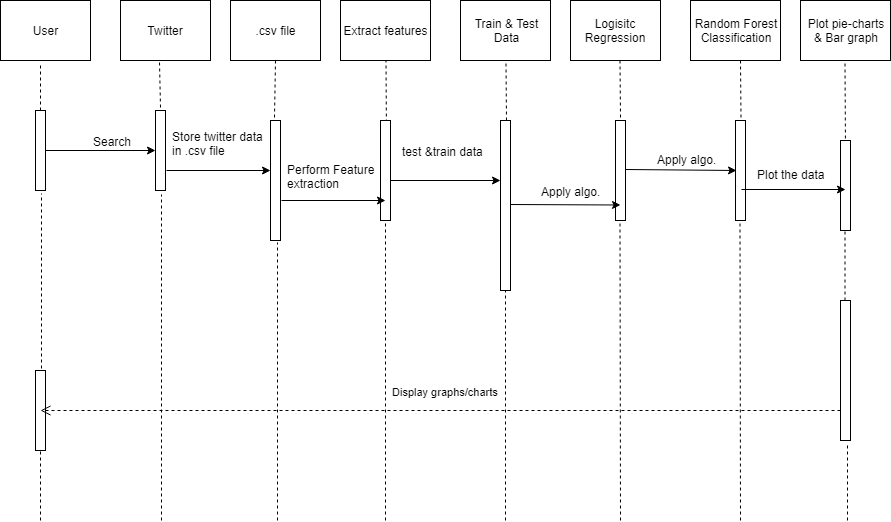 User
Twitter
.csv file
Extract features
Train & Test
Data
Logisitc
Regression
Random Forest
Classification
Plot pie-charts
& Bar graph
Search
Store twitter data
in .csv file
Perform Feature
extraction
test &train data
Apply algo.
Apply algo.
Plot the data
Display graphs/charts